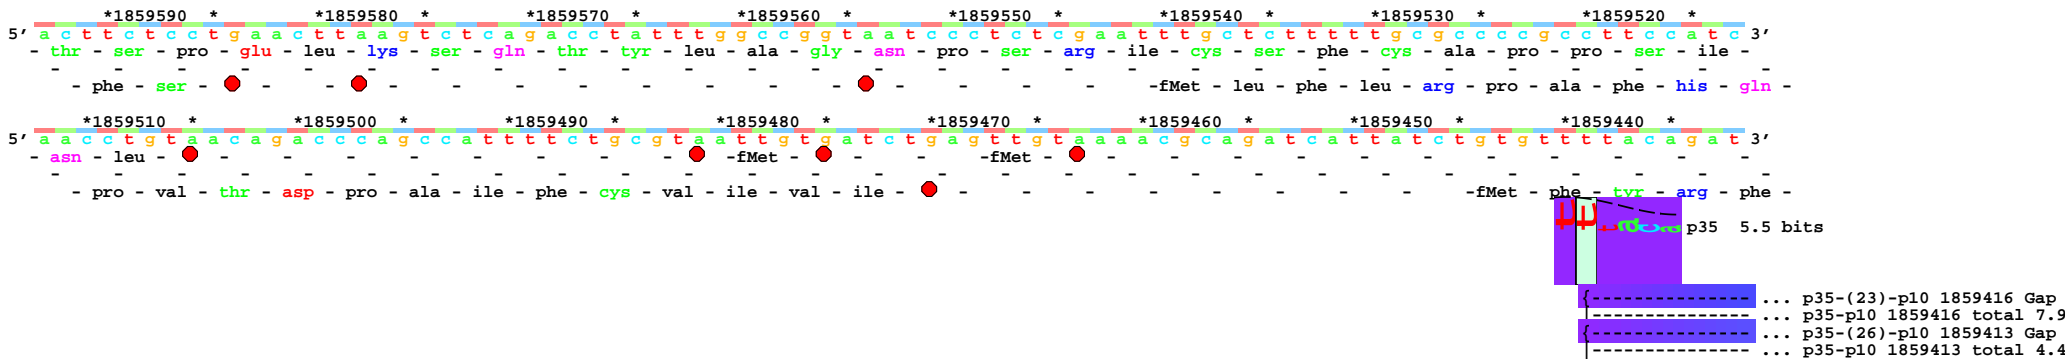 *1859590 * *1859580 * *1859570 * *1859560 * *1859550 * *1859540 * *1859530 * *1859520 *
5' a c t t c t c c t g a a c t t a a g t c t c a g a c c t a t t t g g c c g g t a a t c c c t c t c g a a t t t g c t c t t t t t g c g c c c c g c c t t c c a t c 3'
- thr - ser - pro - glu - leu - lys - ser - gln - thr - tyr - leu - ala - gly - asn - pro - ser - arg - ile - cys - ser - phe - cys - ala - pro - pro - ser - ile -
- - - - - - - - - - - - - - - - - - - - - - - - - - - -
- phe - ser - - - - - - - - - - - - - - -fMet - leu - phe - leu - arg - pro - ala - phe - his - gln -
*1859510 * *1859500 * *1859490 * *1859480 * *1859470 * *1859460 * *1859450 * *1859440 *
5' a a c c t g t a a c a g a c c c a g c c a t t t t c t g c g t a a t t g t g a t c t g a g t t g t a a a a c g c a g a t c a t t a t c t g t g t t t t a c a g a t 3'
- asn - leu - - - - - - - - - -fMet - - - -fMet - - - - - - - - - - - -
- - - - - - - - - - - - - - - - - - - - - - - - - - - -
- pro - val - thr - asp - pro - ala - ile - phe - cys - val - ile - val - ile - - - - - - - - - -fMet - phe - tyr - arg - phe -
p35 5.5 bits
{--------------- ... p35-(23)-p10 1859416 Gap
|--------------- ... p35-p10 1859416 total 7.9
{--------------- ... p35-(26)-p10 1859413 Gap
|--------------- ... p35-p10 1859413 total 4.4